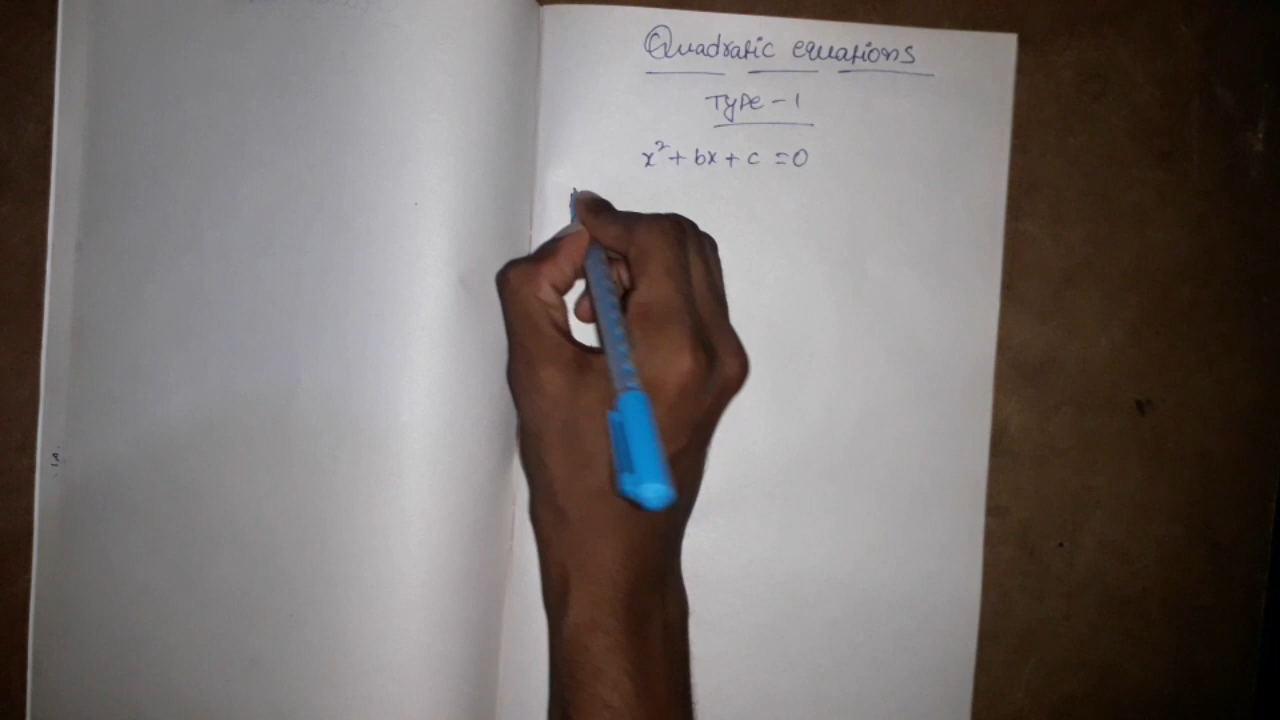 Quadratic equations
Type - 1
x² + bx + c = 0